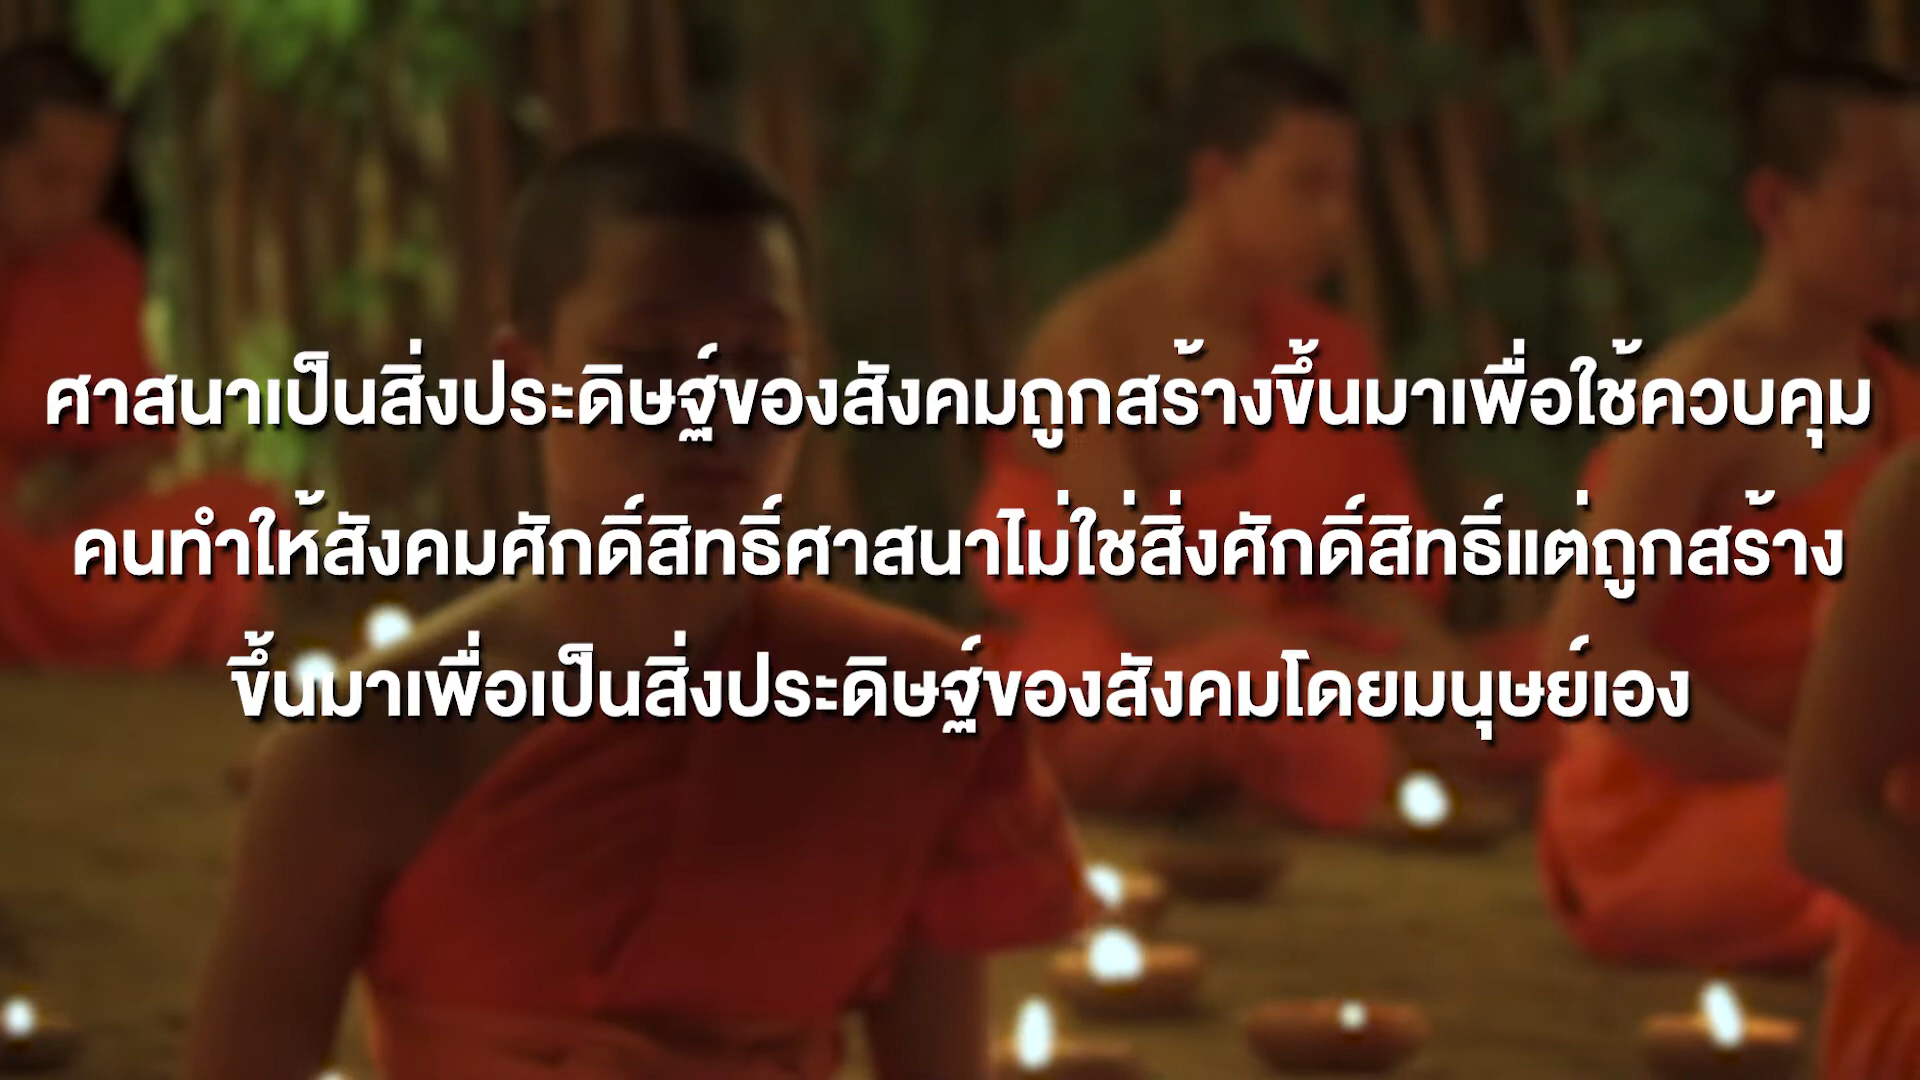 ศาสนาเป็นสิ่งประดิษฐ์ของสังคมถูกสร้างขึ้นมาเพื่อใช้ควบคุม
คนทำให้สังคมศักดิ์สิทธิ์ศาสนาไม่ใช่สิ่งศักดิ์สิทธิ์แต่ถูกสร้าง
ขึ้นมาเพื่อเป็นสิ่งประดิษฐ์ของสังคมโดยมนุษย์เอง